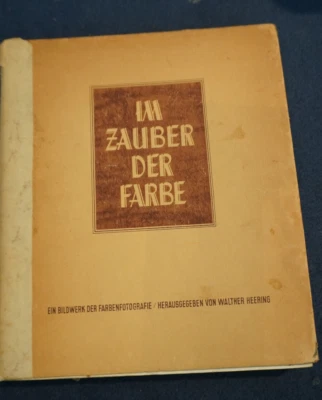 IM
ZAUBER
DER
FARBE
EIN BILDWERK DER FARBENFOTOGRAFIE / HERAUSGEGEBEN VON WALTHER HEERING